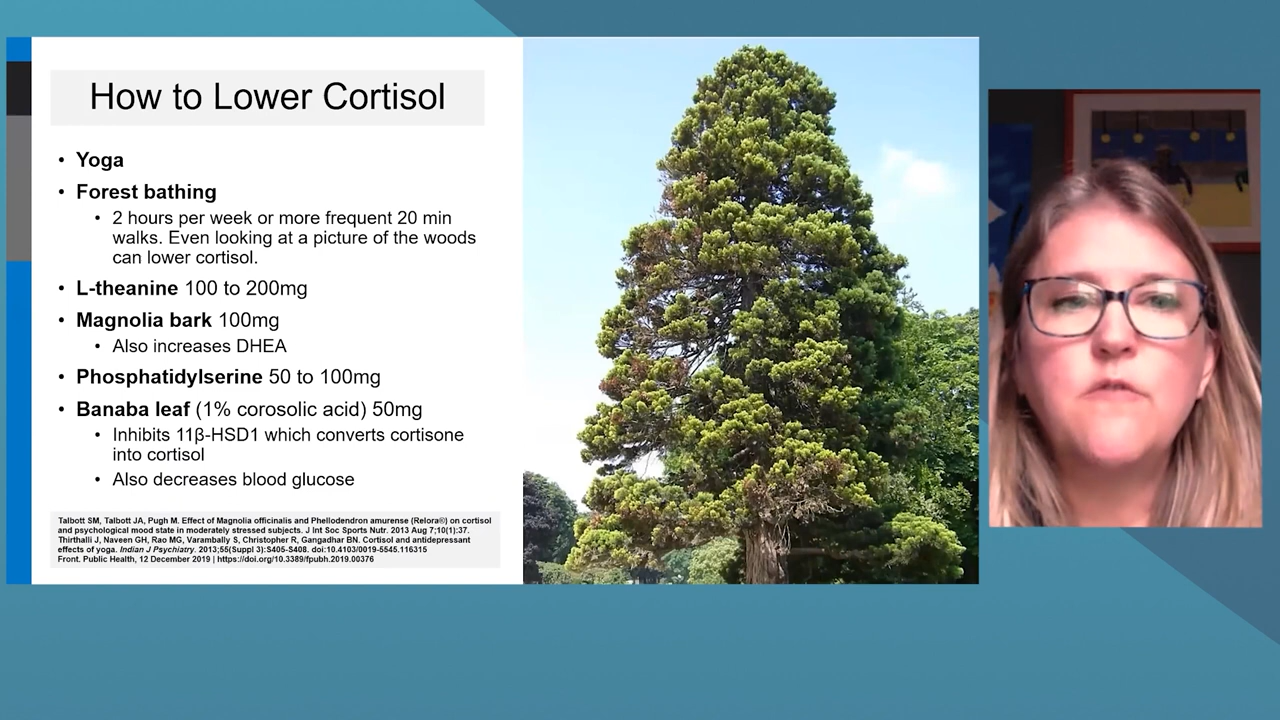 How to Lower Cortisol
• Yoga
• Forest bathing
• 2 hours per week or more frequent 20 min
walks. Even looking at a picture of the woods
can lower cortisol.
• L-theanine 100 to 200mg
• Magnolia bark 100mg
• Also increases DHEA
• Phosphatidylserine 50 to 100mg
• Banaba leaf (1% corosolic acid) 50mg
• Inhibits 11β-HSD1 which converts cortisone
into cortisol
• Also decreases blood glucose
Talbott SM, Talbott JA, Pugh M. Effect of Magnolia officinalis and Phellodendron amurense (Relora®) on cortisol
and psychological mood state in moderately stressed subjects. J Int Soc Sports Nutr. 2013 Aug 7;10(1):37.
Thirthalli J, Naveen GH, Rao MG, Varambally S, Christopher R, Gangadhar BN. Cortisol and antidepressant
effects of yoga. Indian J Psychiatry. 2013;55(Suppl 3):S405-S408. doi:10.4103/0019-5545.116315
Front. Public Health, 12 December 2019 | https://doi.org/10.3389/fpubh.2019.00376